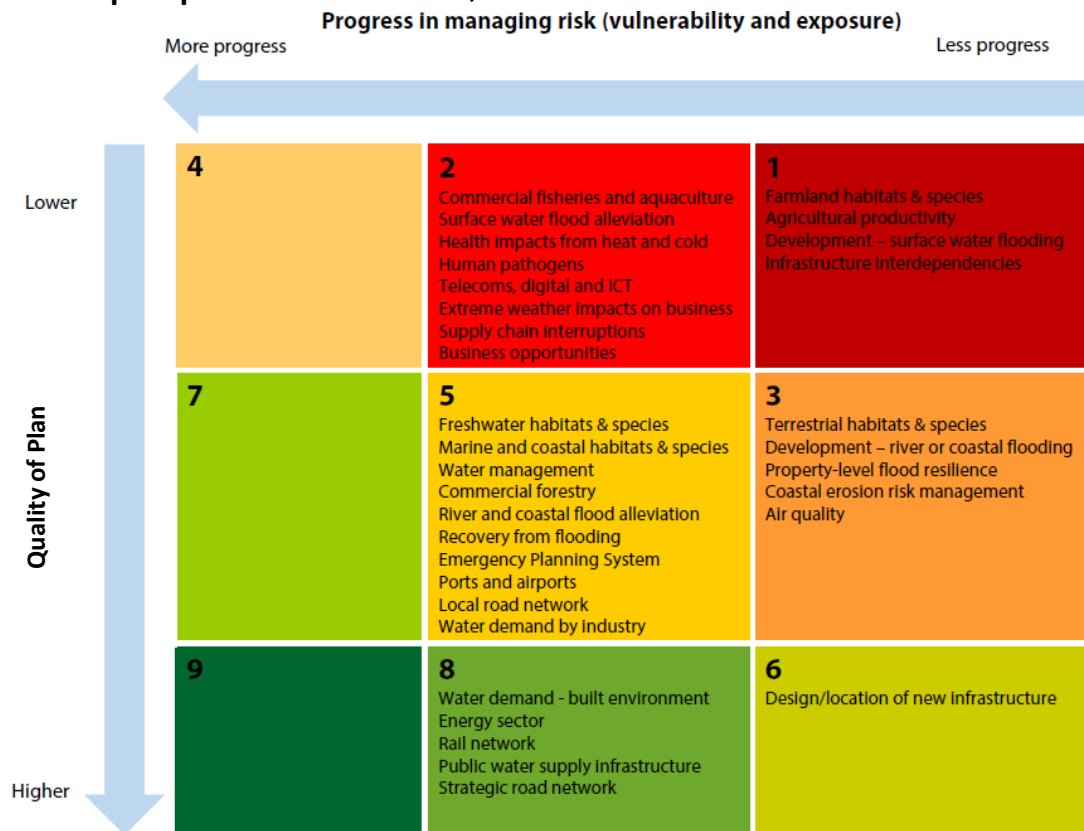 Progress in managing risk (vulnerability and exposure)
More progress
Less progress
Lower
Quality of Plan
Higher
4
2
Commercial fisheries and aquaculture
Surface water flood alleviation
Health impacts from heat and cold
Human pathogens
Telecoms, digital and ICT
Extreme weather impacts on business
Supply chain interruptions
Business opportunities
1
Farmland habitats & species
Agricultural productivity
Development – surface water flooding
Infrastructure interdependencies
7
5
Freshwater habitats & species
Marine and coastal habitats & species
Water management
Commercial forestry
River and coastal flood alleviation
Recovery from flooding
Emergency Planning System
Ports and airports
Local road network
Water demand by industry
3
Terrestrial habitats & species
Development – river or coastal flooding
Property-level flood resilience
Coastal erosion risk management
Air quality
9
8
Water demand - built environment
Energy sector
Rail network
Public water supply infrastructure
Strategic road network
6
Design/location of new infrastructure